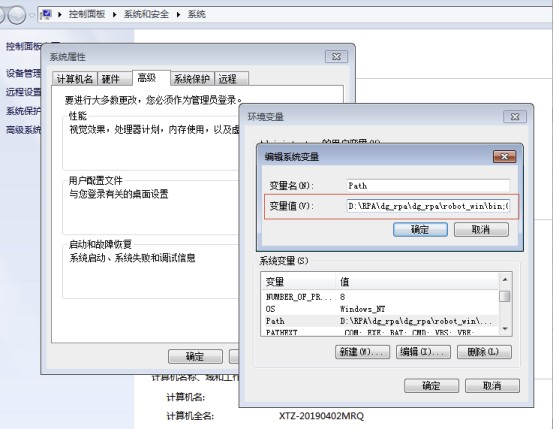 控制面板 ▸ 系统和安全 ▸ 系统
控制面板
设备管理
远程设置
系统保护
高级系统
系统属性
计算机名 硬件 高级 系统保护 远程
要进行大多数更改，您必须作为管理员登录。
性能
视觉效果，处理器计划，内存使用，以及虚
用户配置文件
与您登录有关的桌面设置
启动和故障恢复
系统启动、系统失败和调试信息
确定
环境变量
的用户变量(U)
编辑系统变量
变量名(N): Path
变量值(V): D:\RPA\dg_rpa\dg_rpa\robot_win\bin;
确定 取消
系统变量(S)
变量 值
NUMBER_OF_PR... 8
OS Windows_NT
Path D:\RPA\dg_rpa\dg_rpa\robot_win\...
PATHEXT .COM;.EXE;.BAT;.CMD;.VBS;.VBE;
新建(W)... 编辑(I)... 删除(L)
确定 取消
计算机名称、域和工作
计算机名:
计算机全名: XTZ-20190402MRQ